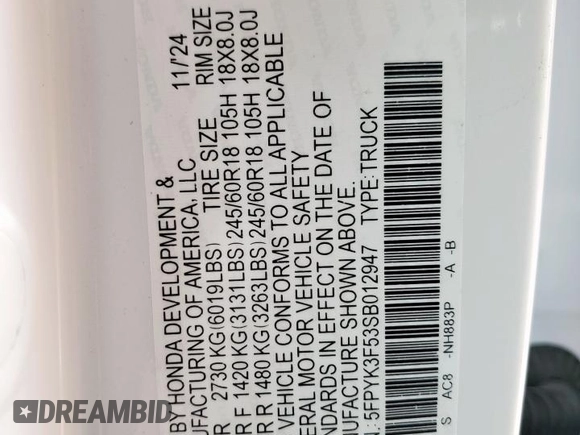 BY HONDA DEVELOPMENT &
UFACTURING OF AMERICA, LLC 11/'24
R 2730 KG(6019LBS) TIRE SIZE RIM SIZE
R F 1420 KG(3131LBS)245/60R18 105H 18X8.0J
R R 1480 KG(3263LBS)245/60R18 105H 18X8.0J
VEHICLE CONFORMS TO ALL APPLICABLE
ERAL MOTOR VEHICLE SAFETY
NDARDS IN EFFECT ON THE DATE OF
NUFACTURE SHOWN ABOVE.
.: 5FPYK3F53SB012947 TYPE: TRUCK
S AC8 -NH883P -A -B
DREAMBID